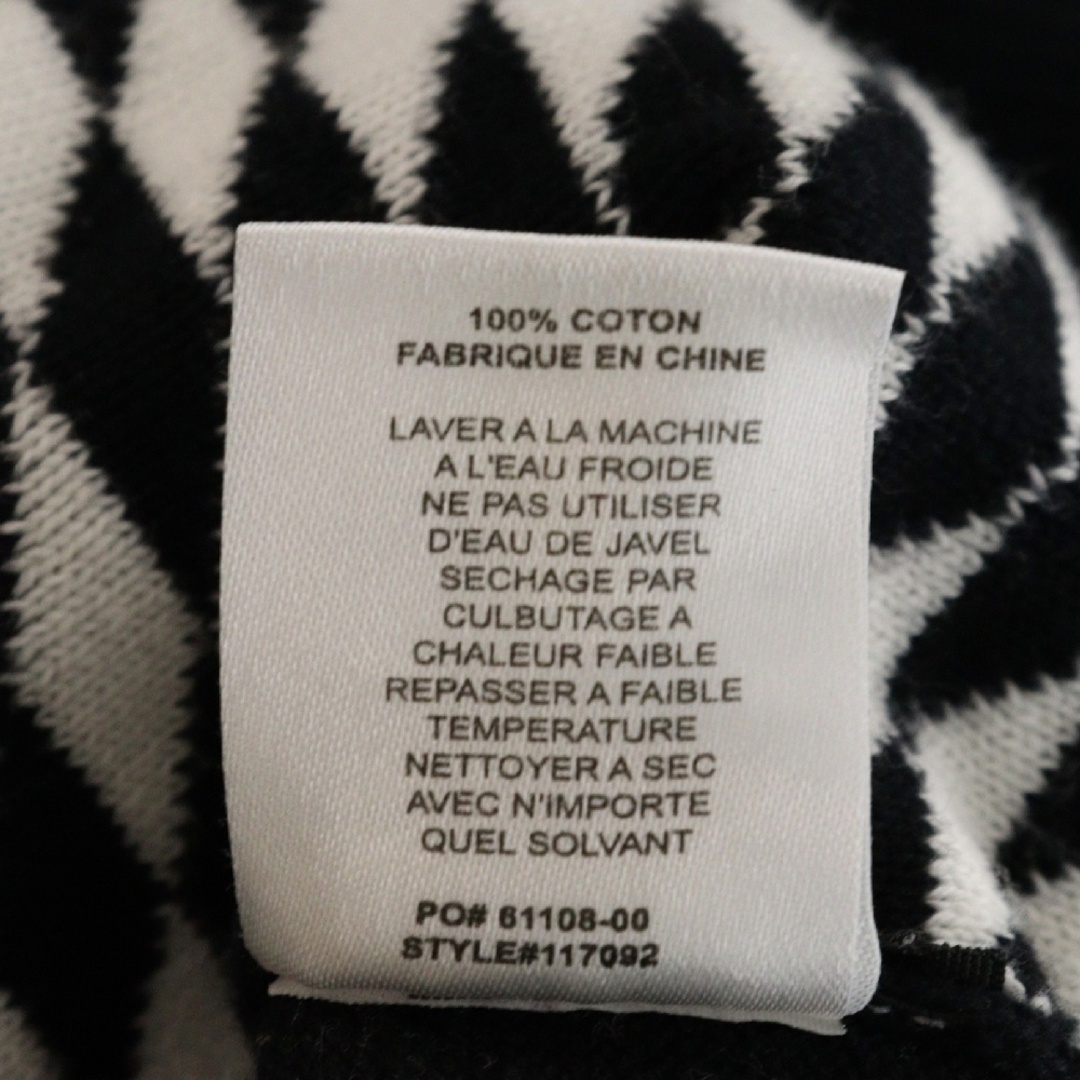 100% COTON
FABRIQUE EN CHINE
LAVER A LA MACHINE
A L'EAU FROIDE
NE PAS UTILISER
D'EAU DE JAVEL
SECHAGE PAR
CULBUTAGE A
CHALEUR FAIBLE
REPASSER A FAIBLE
TEMPERATURE
NETTOYER A SEC
AVEC N'IMPORTE
QUEL SOLVANT
PO# 61108-00
STYLE#117092